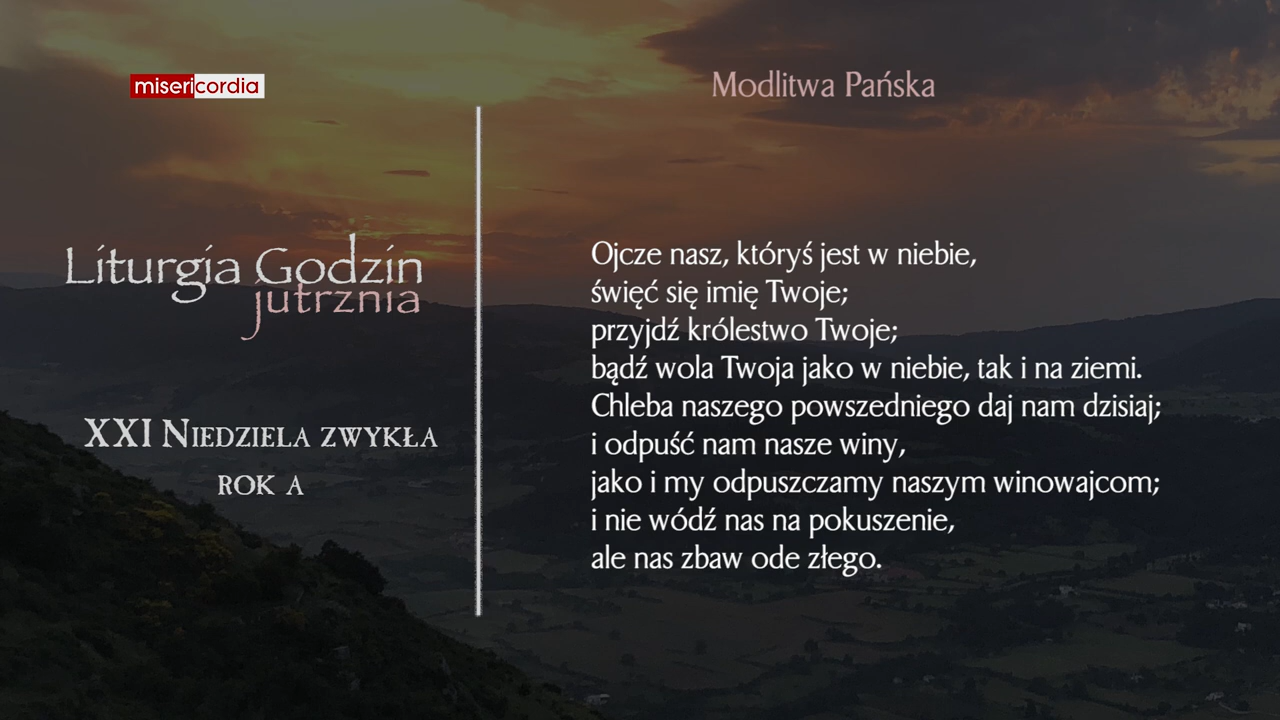 misericordia
Liturgia Godzin
jutrznia
XXI Niedziela zwykła
rok A
Modlitwa Pańska
Ojcze nasz, któryś jest w niebie,
święć się imię Twoje;
przyjdź królestwo Twoje;
bądź wola Twoja jako w niebie, tak i na ziemi.
Chleba naszego powszedniego daj nam dzisiaj;
i odpuść nam nasze winy,
jako i my odpuszczamy naszym winowajcom;
i nie wódź nas na pokuszenie,
ale nas zbaw ode złego.